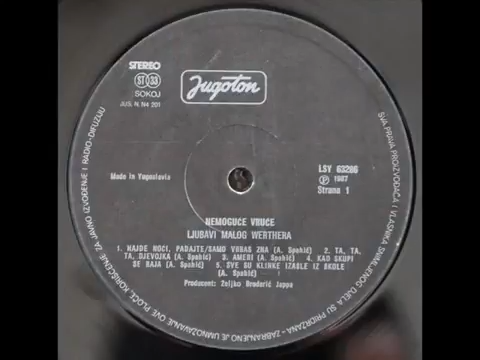 STEREO
ST 33
SOKOJ
JUS. N. N4 201
Jugoton
Made in Yugoslavia
LSY 63286
Ⓟ 1987
Strana 1
NEMOGUĆE VRUĆE
LJUBAVI MALOG WERTHERA
1. HAJDE NOĆI, PADAJTE/SAMO VRBAS ZNA (A. Spahić) 2. TA, TA,
TA, DJEVOJKA (A. Spahić) 3. AMERI (A. Spahić) 4. KAD SKUPI
SE RAJA (A. Spahić) 5. SVE SU KLINKE IZAŠLE IZ ŠKOLE
(A. Spahić)
Producent: Željko Brodarić Jappa
SVA PRAVA PROIZVOĐAČA I VLASNIKA SNIMLJENOG DJELA SU PRIDRŽANA - ZABRANJENO JE UMNOŽAVANJE OVE PLOČE, KORIŠĆENJE ZA JAVNO IZVOĐENJE I RADIO-DIFUZIJU